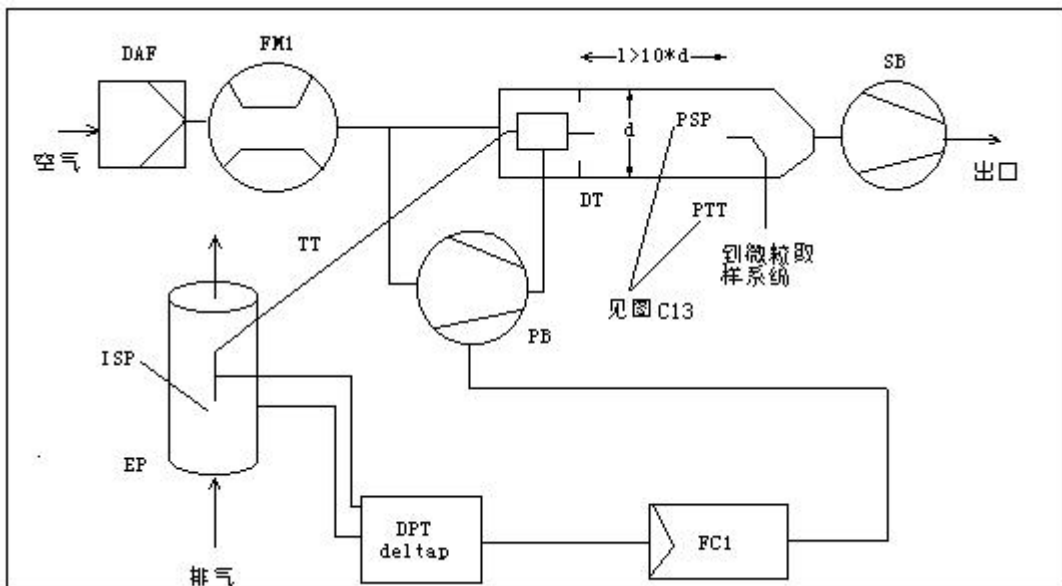 DAF
FM1
l>10*d
SB
空气
d
PSP
出口
DT
PTT
TT
到微粒取
样系统
见图C13
PB
ISP
EP
DPT
deltap
FC1
排气